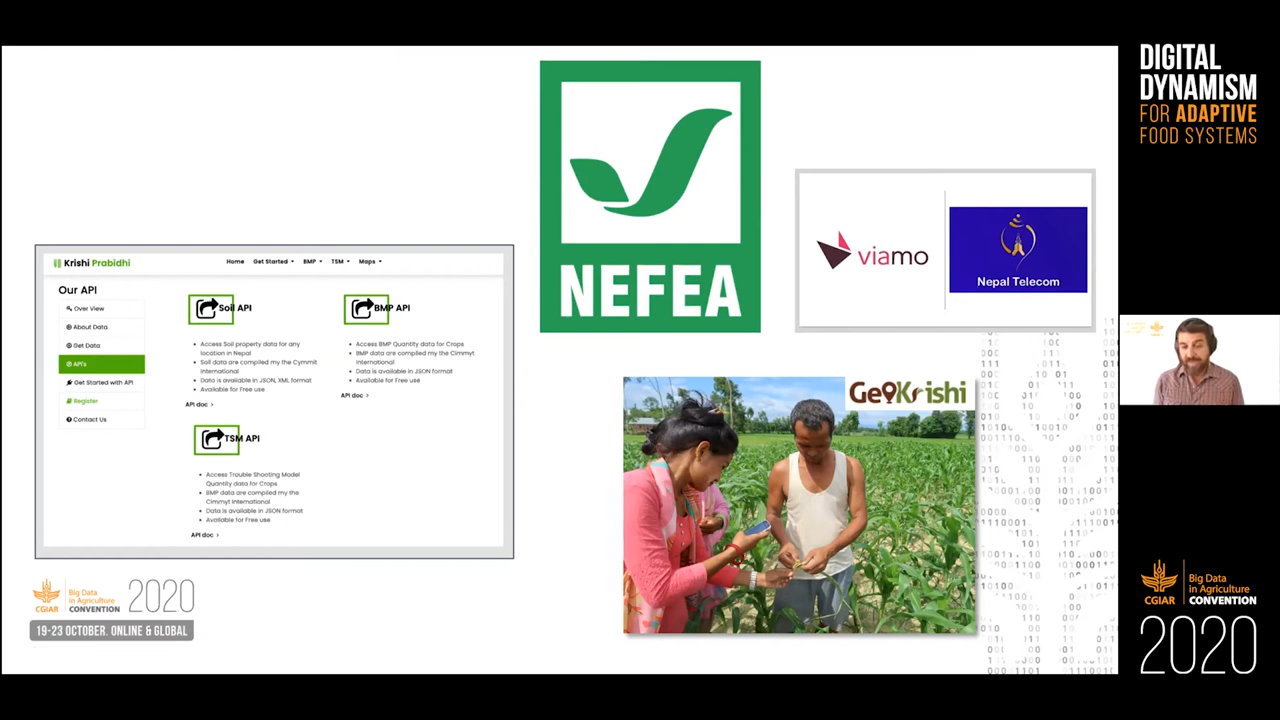 DIGITAL
DYNAMISM
FOR ADAPTIVE
FOOD SYSTEMS
NEFEA
viamo
Nepal Telecom
Krishi Prabidhi
Home
Get Started
BMP
TSM
Maps
Our API
Over View
About Data
Get Data
API's
Get Started with API
Register
Contact Us
Soil API
Access Soil property data for any
location in Nepal
Soil data are compiled my the Cymmit
International
Data is available in JSON, XML format
Available for Free use
API doc >
BMP API
Access BMP Quantity data for Crops
BMP data are compiled my the Cimmyt
International
Data is available in JSON format
Available for Free use
API doc >
TSM API
Access Trouble Shooting Model
Quantity data for Crops
BMP data are compiled my the
Cimmyt International
Data is available in JSON format
Available for Free use
API doc >
GeoKrishi
CGIAR
Big Data
in Agriculture
CONVENTION
2020
19-23 OCTOBER. ONLINE & GLOBAL
CGIAR
Big Data
in Agriculture
CONVENTION
2020